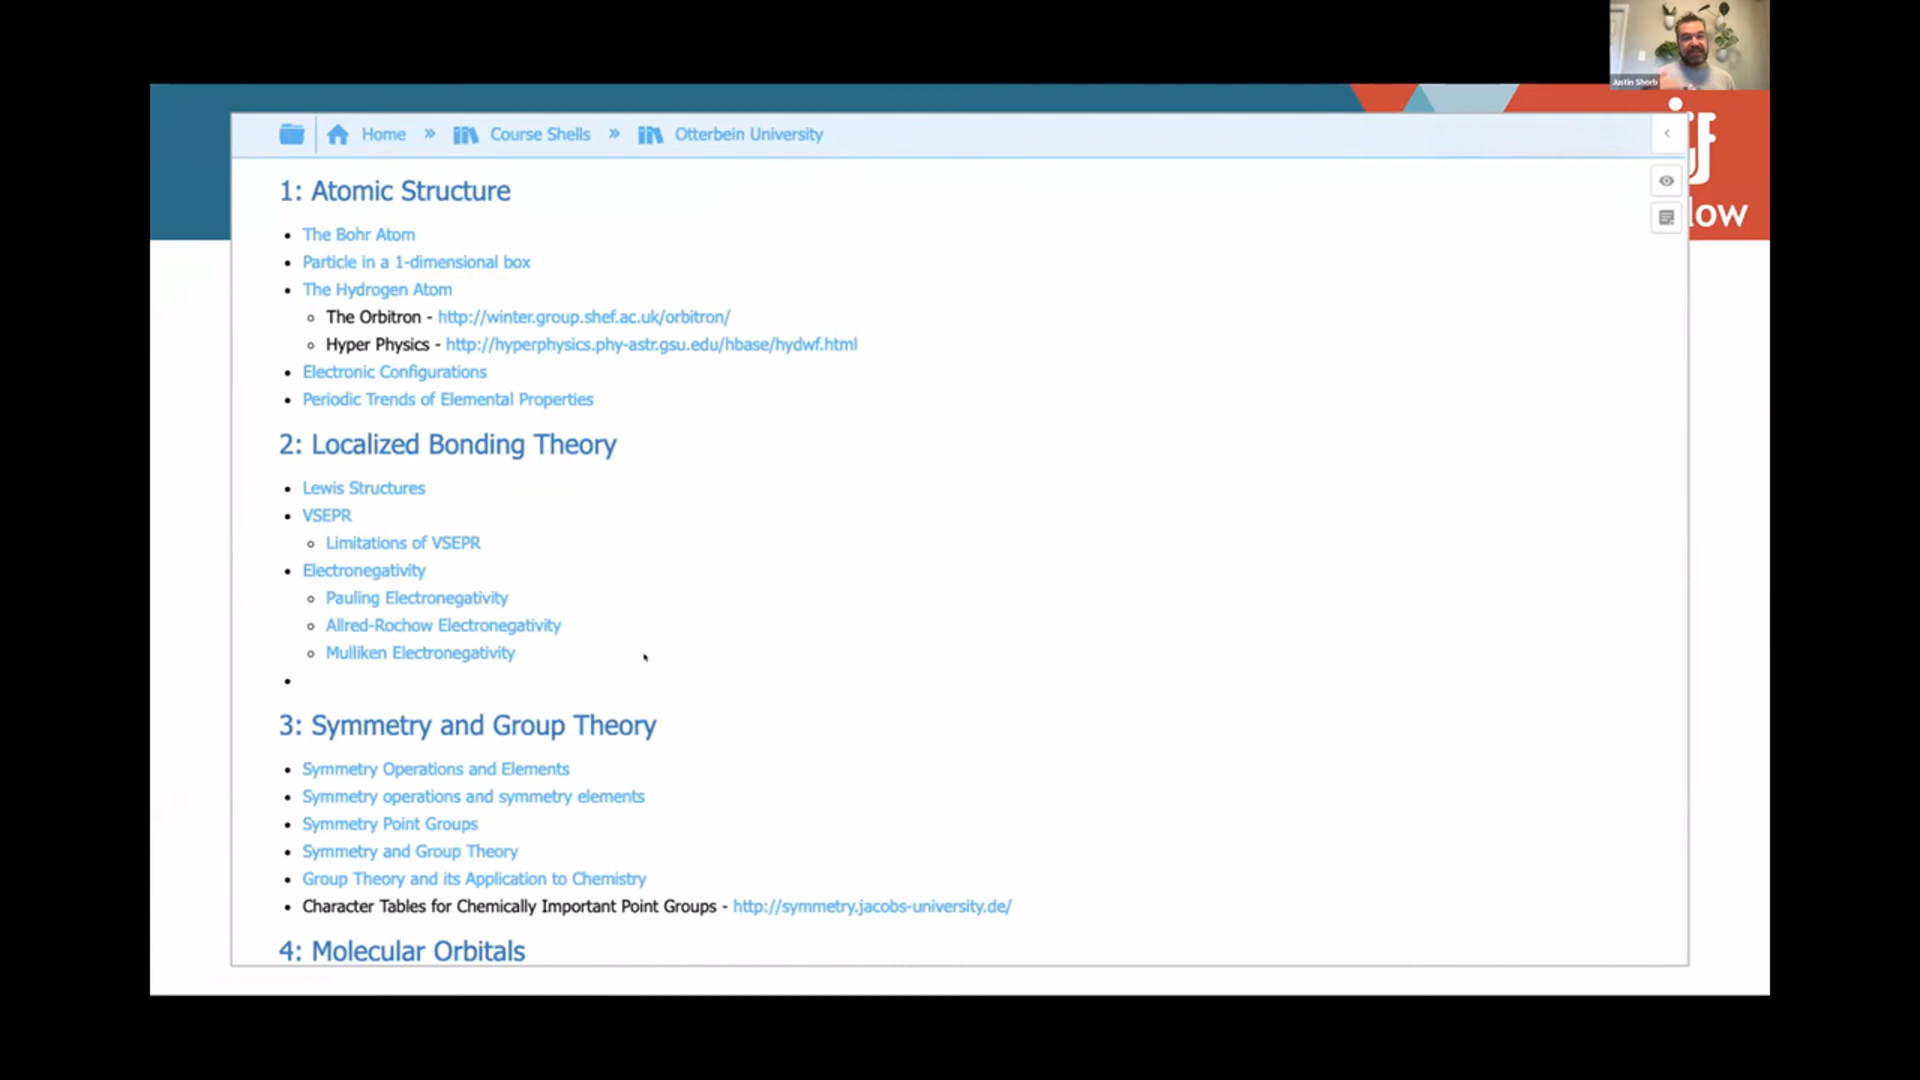 Justin Shorb
Home » Course Shells » Otterbein University
low
1: Atomic Structure
• The Bohr Atom
• Particle in a 1-dimensional box
• The Hydrogen Atom
○ The Orbitron - http://winter.group.shef.ac.uk/orbitron/
○ Hyper Physics - http://hyperphysics.phy-astr.gsu.edu/hbase/hydwf.html
• Electronic Configurations
• Periodic Trends of Elemental Properties
2: Localized Bonding Theory
• Lewis Structures
• VSEPR
○ Limitations of VSEPR
• Electronegativity
○ Pauling Electronegativity
○ Allred-Rochow Electronegativity
○ Mulliken Electronegativity
•
3: Symmetry and Group Theory
• Symmetry Operations and Elements
• Symmetry operations and symmetry elements
• Symmetry Point Groups
• Symmetry and Group Theory
• Group Theory and its Application to Chemistry
• Character Tables for Chemically Important Point Groups - http://symmetry.jacobs-university.de/
4: Molecular Orbitals